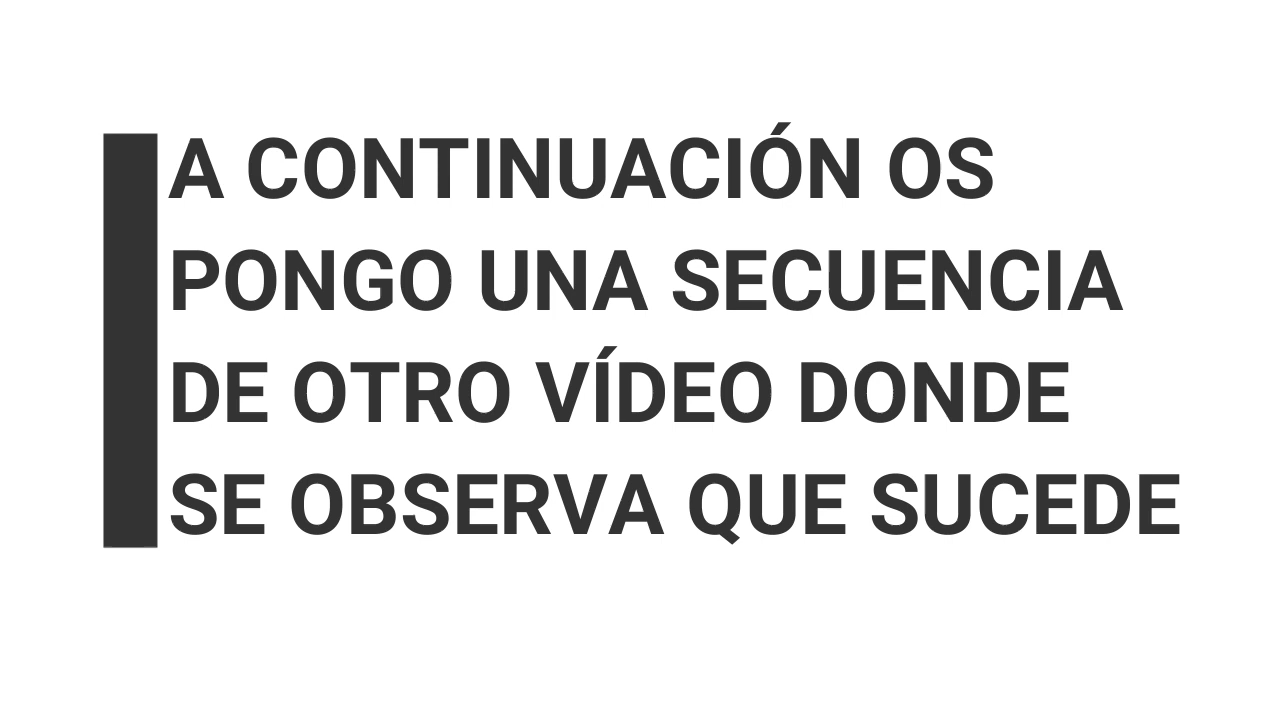 A CONTINUACIÓN OS
PONGO UNA SECUENCIA
DE OTRO VÍDEO DONDE
SE OBSERVA QUE SUCEDE